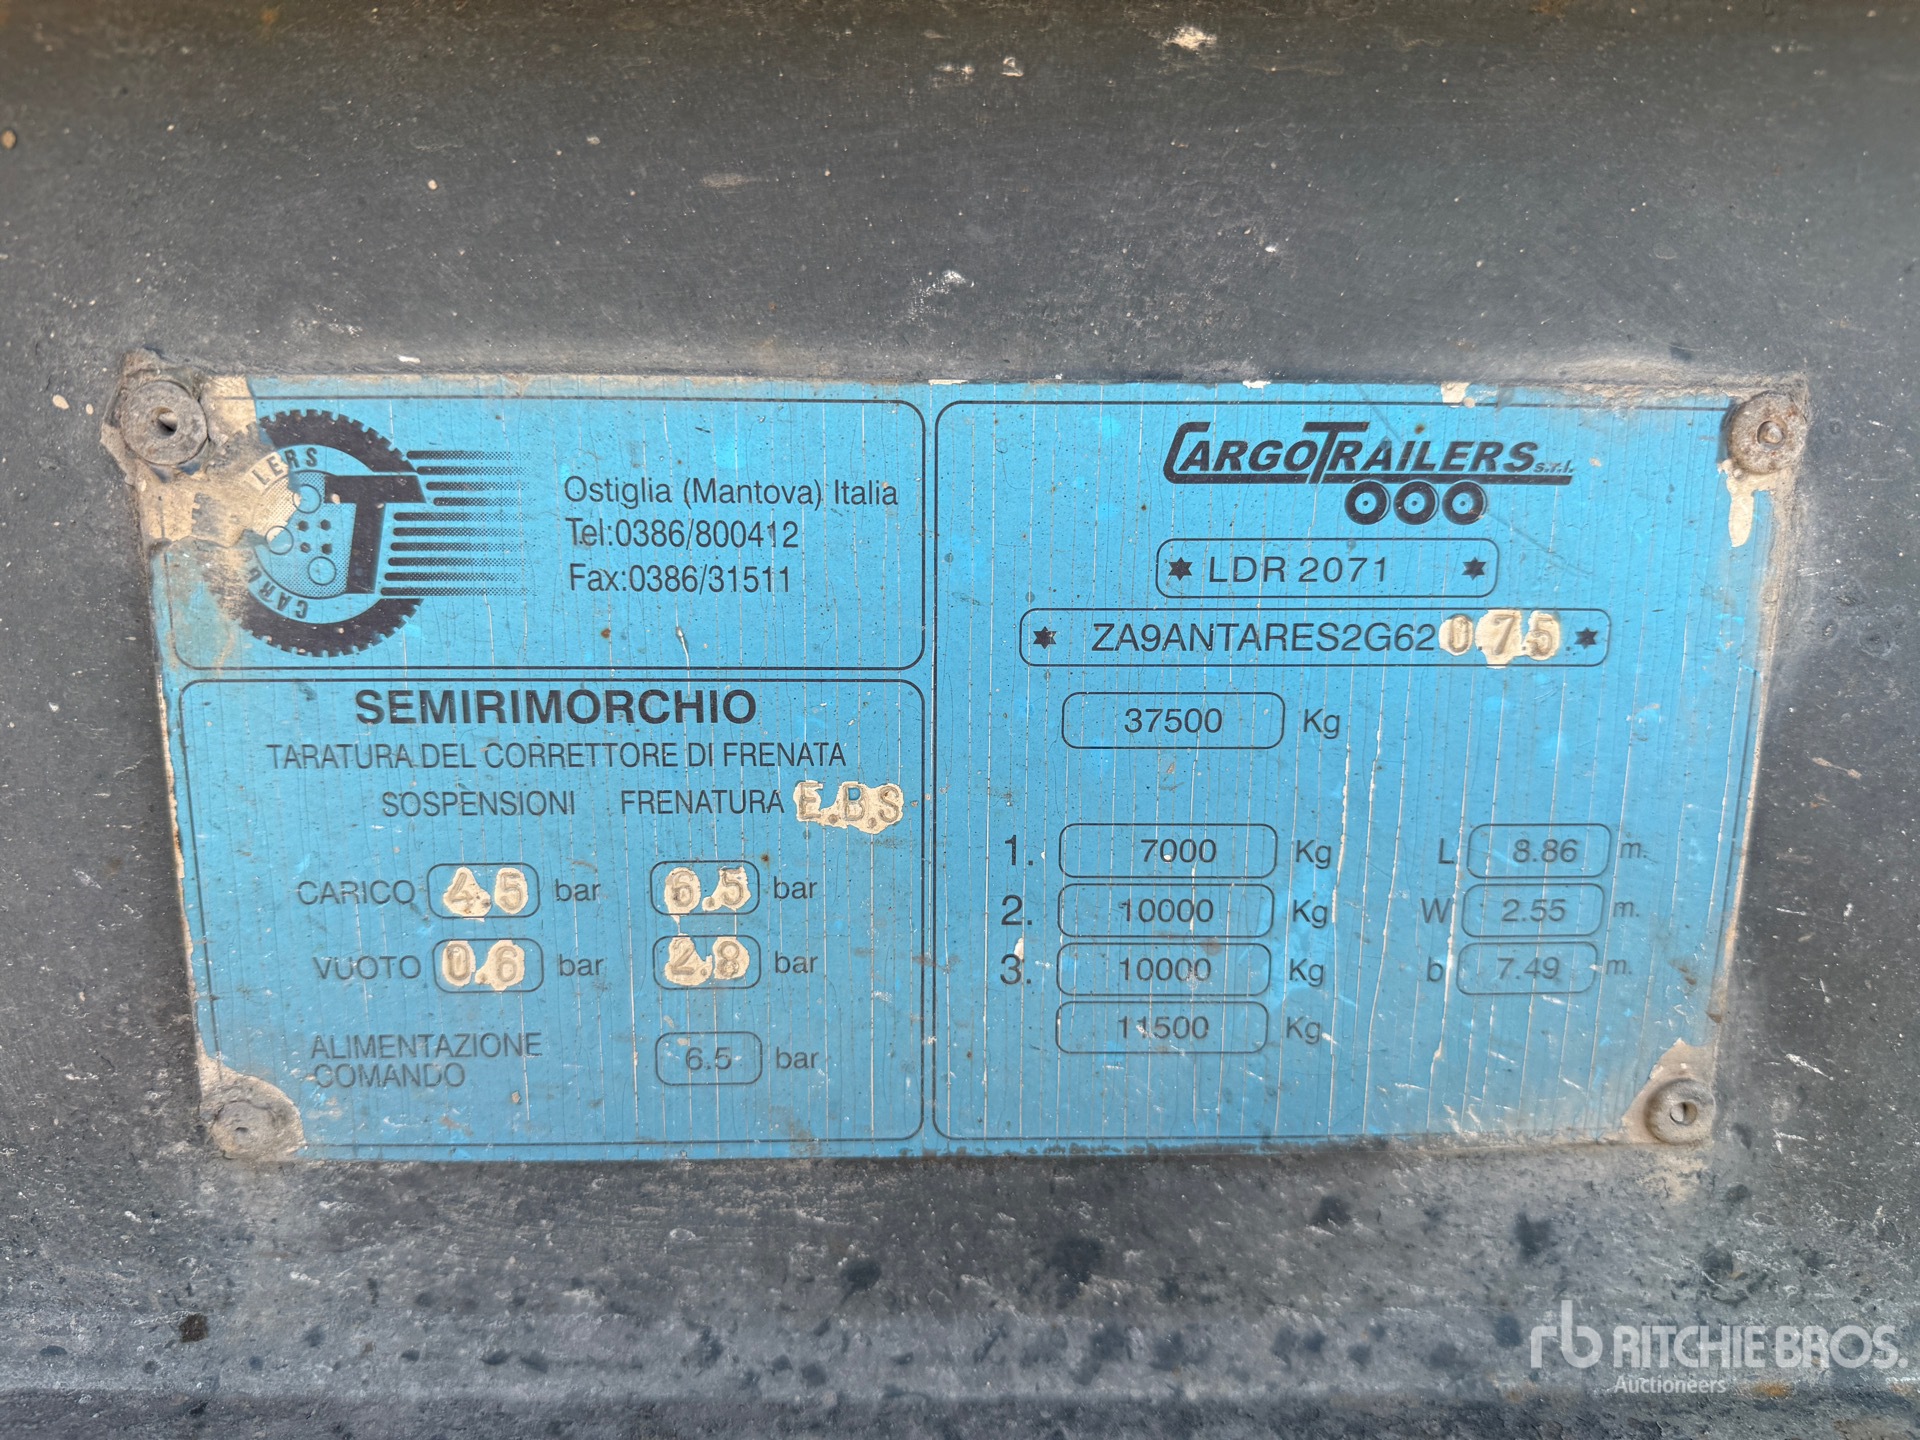 Ostiglia (Mantova) Italia
Tel:0386/800412
Fax:0386/31511
SEMIRIMORCHIO
TARATURA DEL CORRETTORE DI FRENATA
SOSPENSIONI FRENATURA E.B.S
CARICO 4.5 bar 6.5 bar
VUOTO 0.6 bar 2.8 bar
ALIMENTAZIONE
COMANDO 6.5 bar
CARGOTRAILERS s.r.l.
★ LDR 2071 ★
★ ZA9ANTARES2G62075 ★
37500 Kg
1. 7000 Kg L 8.86 m.
2. 10000 Kg W 2.55 m.
3. 10000 Kg b 7.49 m.
11500 Kg
rb RITCHIE BROS.
Auctioneers